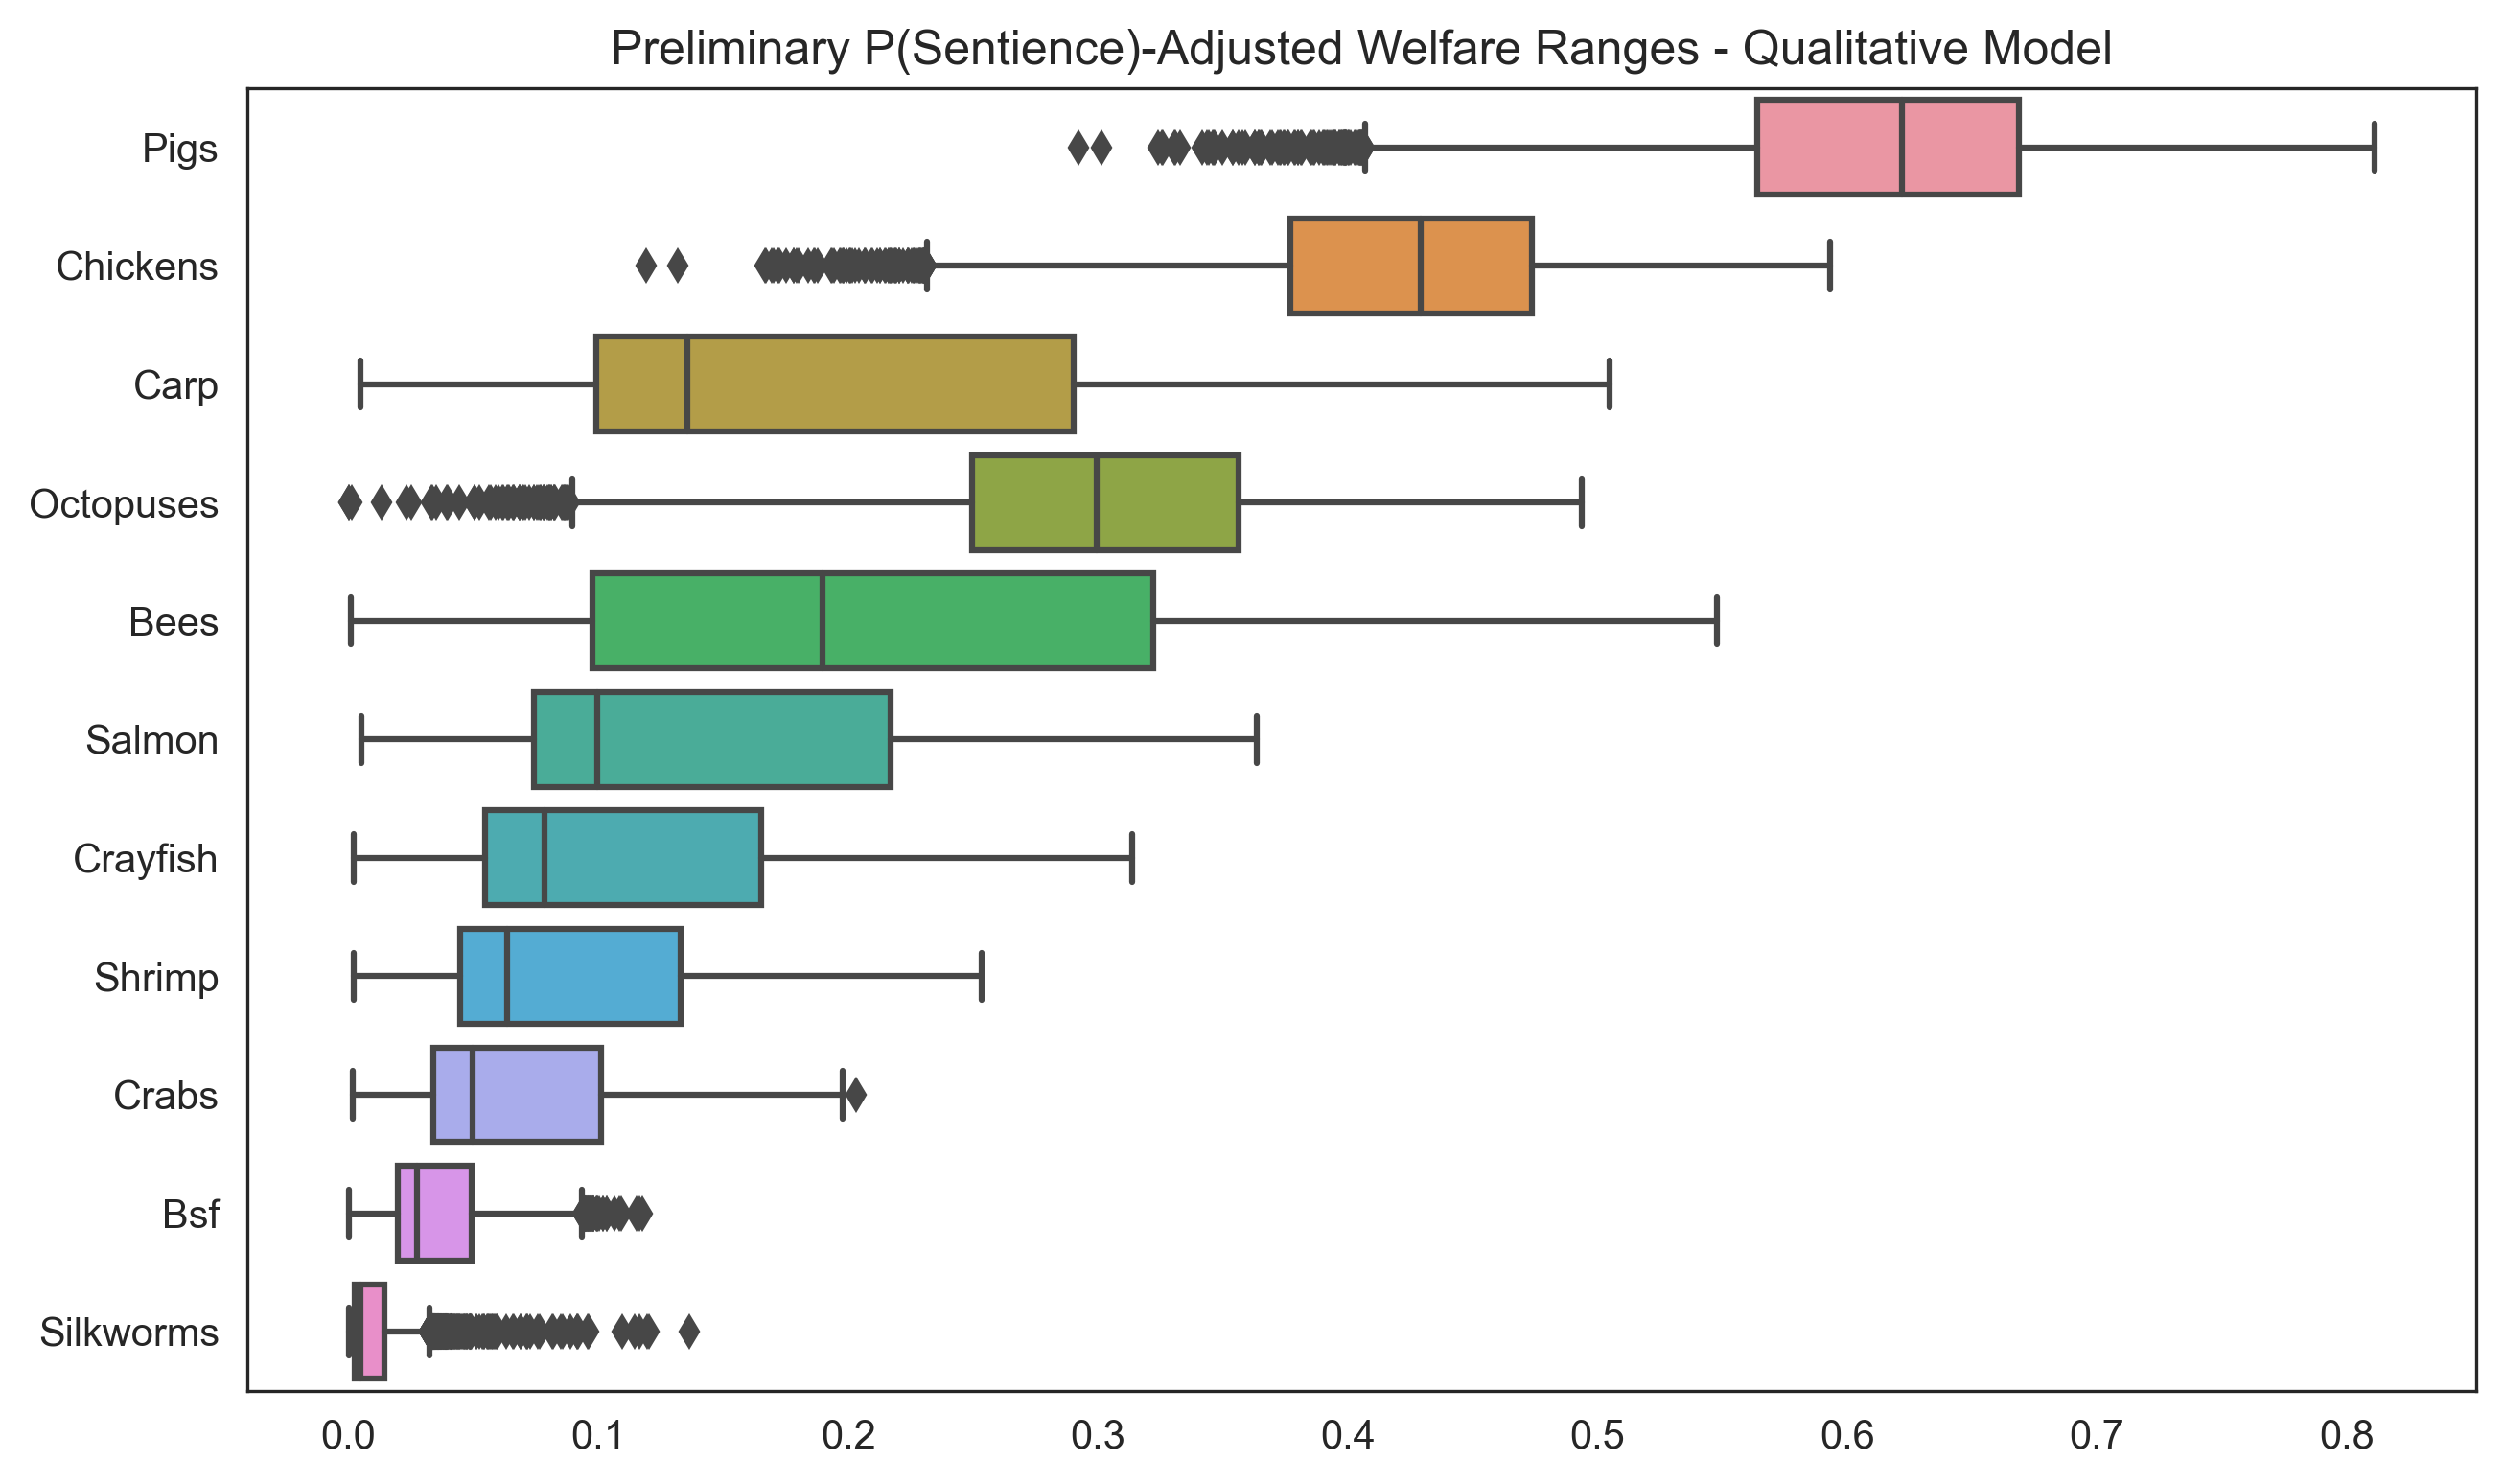 Preliminary P(Sentience)-Adjusted Welfare Ranges - Qualitative Model
Pigs
Chickens
Carp
Octopuses
Bees
Salmon
Crayfish
Shrimp
Crabs
Bsf
Silkworms
0.0 0.1 0.2 0.3 0.4 0.5 0.6 0.7 0.8